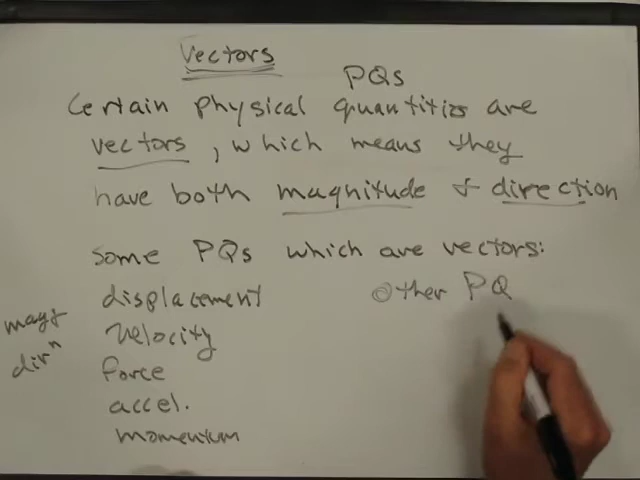 Vectors
PQs
Certain physical quantities are
vectors, which means they
have both magnitude & direction
Some PQs which are vectors:
displacement
velocity
force
accel.
momentum
mag &
dirⁿ
Other PQ